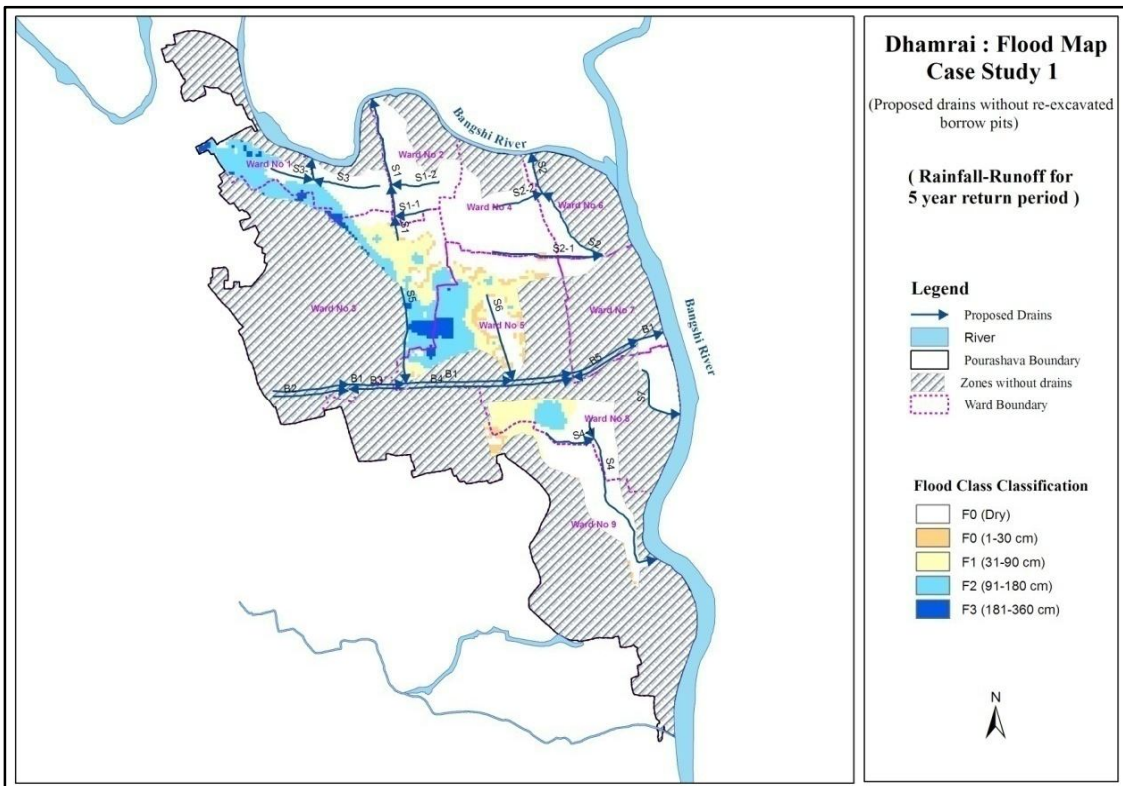 Dhamrai : Flood Map
Case Study 1
(Proposed drains without re-excavated
borrow pits)
( Rainfall-Runoff for
5 year return period )
Legend
Proposed Drains
River
Pourashava Boundary
Zones without drains
Ward Boundary
Flood Class Classification
F0 (Dry)
F0 (1-30 cm)
F1 (31-90 cm)
F2 (91-180 cm)
F3 (181-360 cm)
N
Bangshi River
Bangshi River
Ward No 1
Ward No 2
Ward No 3
Ward No 4
Ward No 5
Ward No 6
Ward No 7
Ward No 8
Ward No 9
S3
S1
S1-2
S1-1
S1
S2
S2-2
S2
S2-1
S5
S6
B1
B5
B1
B4
B3
B1
B2
S4